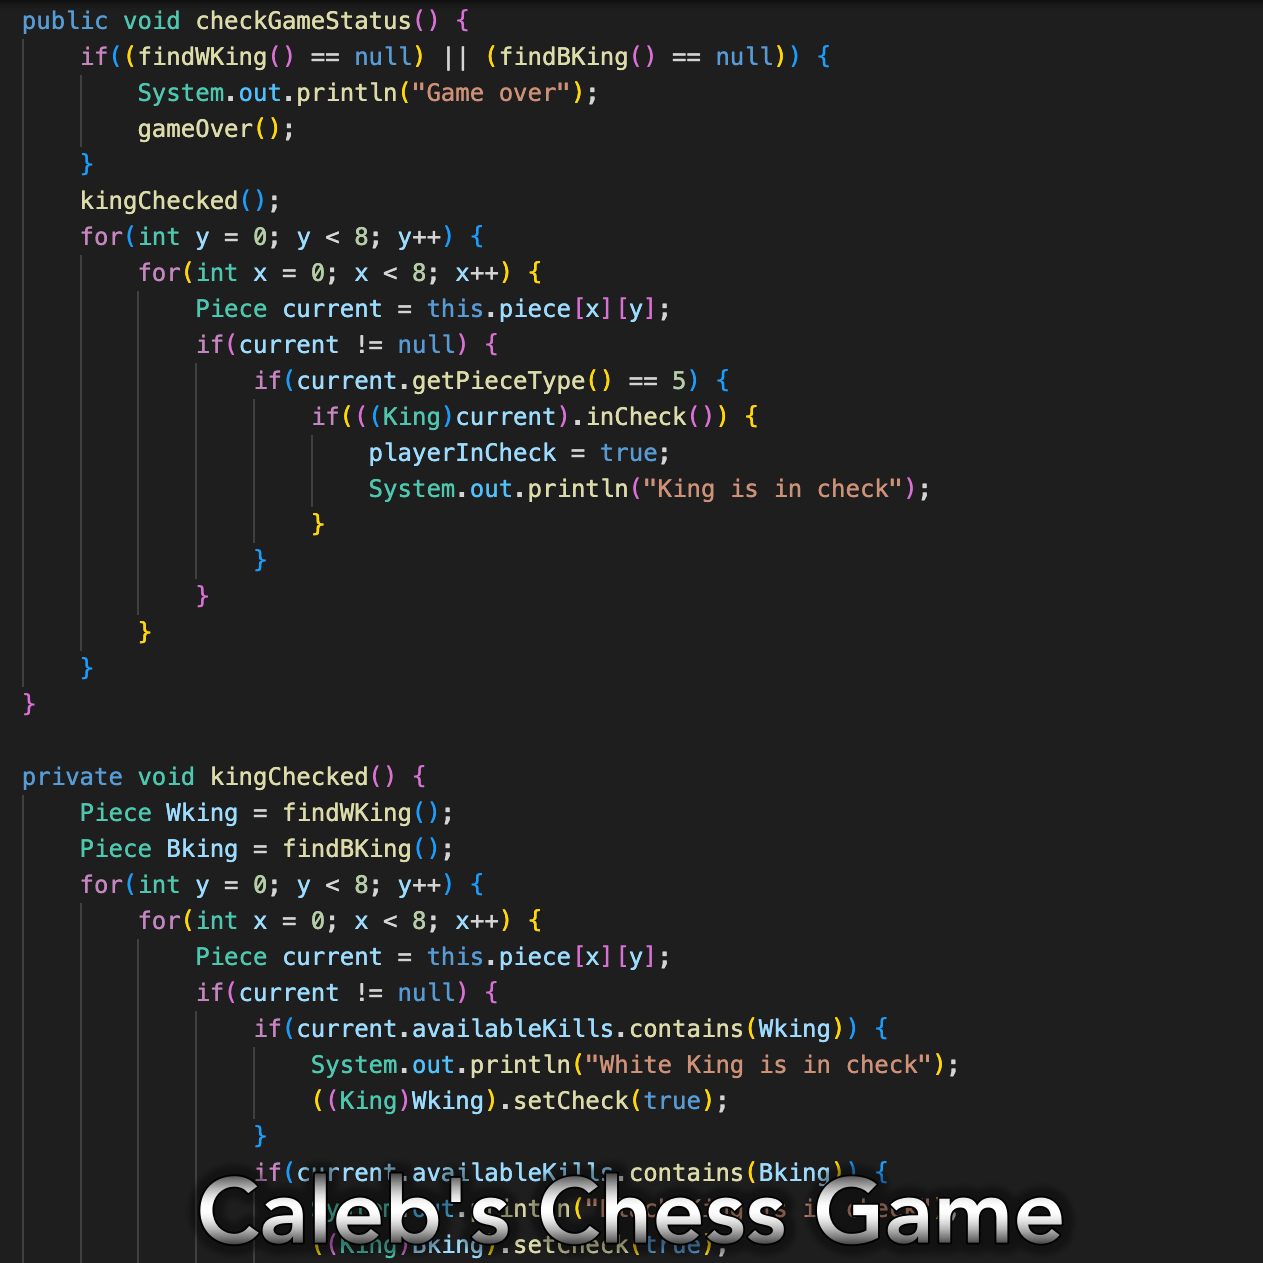 public void checkGameStatus() {
    if((findWKing() == null) || (findBKing() == null)) {
        System.out.println("Game over");
        gameOver();
    }
    kingChecked();
    for(int y = 0; y < 8; y++) {
        for(int x = 0; x < 8; x++) {
            Piece current = this.piece[x][y];
            if(current != null) {
                if(current.getPieceType() == 5) {
                    if(((King)current).inCheck()) {
                        playerInCheck = true;
                        System.out.println("King is in check");
                    }
                }
            }
        }
    }
}
private void kingChecked() {
    Piece Wking = findWKing();
    Piece Bking = findBKing();
    for(int y = 0; y < 8; y++) {
        for(int x = 0; x < 8; x++) {
            Piece current = this.piece[x][y];
            if(current != null) {
                if(current.availableKills.contains(Wking)) {
                    System.out.println("White King is in check");
                    ((King)Wking).setCheck(true);
                }
                if(current.availableKills.contains(Bking)) {
                    ((King)Bking).setCheck(true);
Caleb's Chess Game